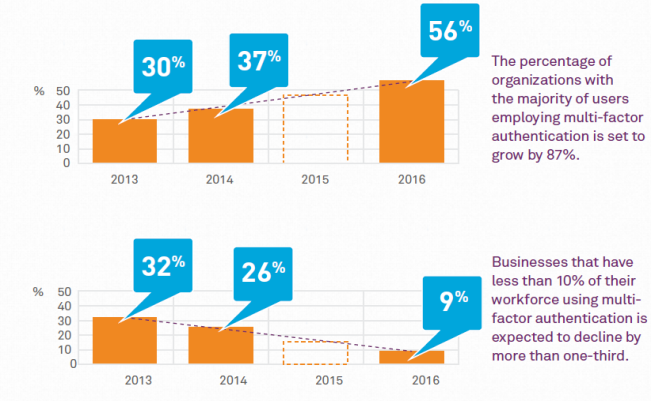 56%
37%
30%
%
50
40
30
20
10
0
2013 2014 2015 2016
The percentage of
organizations with
the majority of users
employing multi-factor
authentication is set to
grow by 87%.
32%
26%
9%
%
50
40
30
20
10
0
2013 2014 2015 2016
Businesses that have
less than 10% of their
workforce using multi-
factor authentication is
expected to decline by
more than one-third.